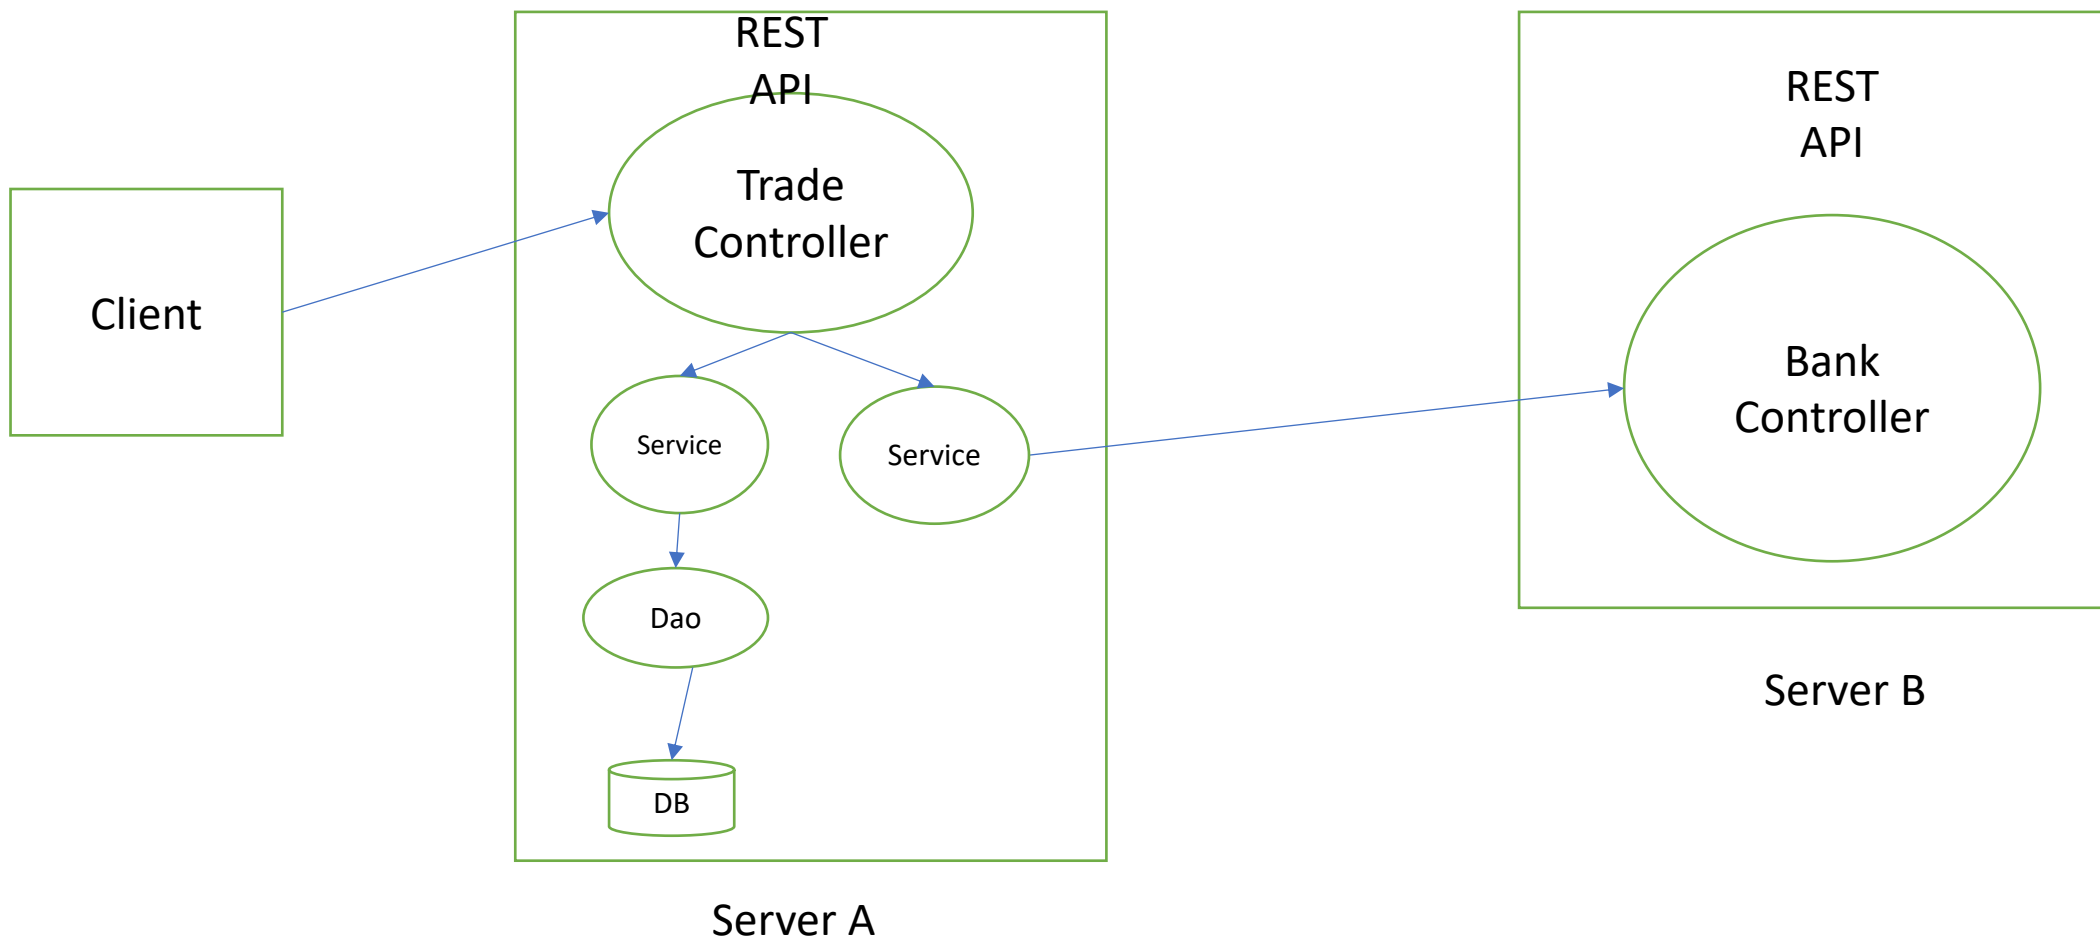 REST
API
Trade
Controller
Client
Service
Service
Dao
DB
Server A
REST
API
Bank
Controller
Server B